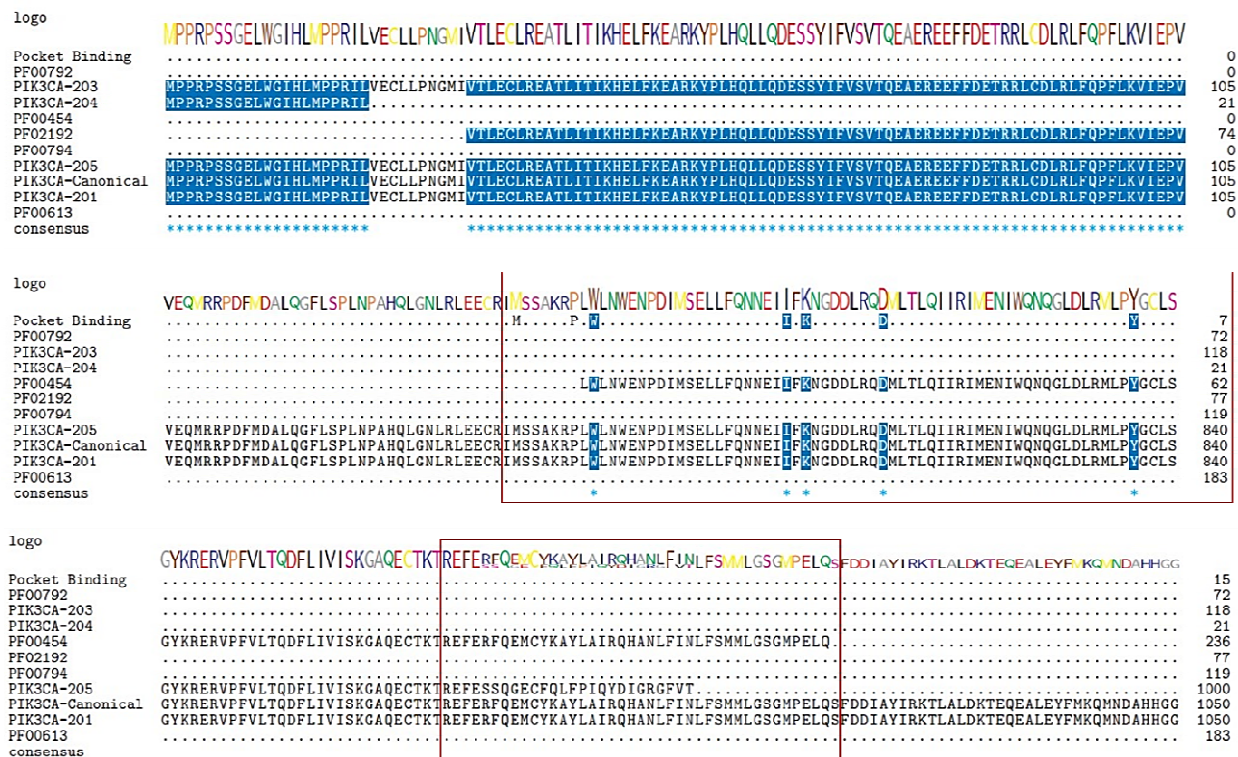 logo
MPPRPSSGELWGIHLMPPRILVECLLPNGMIVTLECLREATLITIKHELFKEARKYPLHQLLQDESSYIFVSVTQEAEREEFFDETRRLCDLRLFQPFLKVIEPV
Pocket Binding 0
PF00792 0
PIK3CA-203 MPPRPSSGELWGIHLMPPRILVECLLPNGMIVTLECLREATLITIKHELFKEARKYPLHQLLQDESSYIFVSVTQEAEREEFFDETRRLCDLRLFQPFLKVIEPV 105
PIK3CA-204 MPPRPSSGELWGIHLMPPRIL 21
PF00454 0
PF02192 VTLECLREATLITIKHELFKEARKYPLHQLLQDESSYIFVSVTQEAEREEFFDETRRLCDLRLFQPFLKVIEPV 74
PF00794 0
PIK3CA-205 MPPRPSSGELWGIHLMPPRILVECLLPNGMIVTLECLREATLITIKHELFKEARKYPLHQLLQDESSYIFVSVTQEAEREEFFDETRRLCDLRLFQPFLKVIEPV 105
PIK3CA-Canonical MPPRPSSGELWGIHLMPPRILVECLLPNGMIVTLECLREATLITIKHELFKEARKYPLHQLLQDESSYIFVSVTQEAEREEFFDETRRLCDLRLFQPFLKVIEPV 105
PIK3CA-201 MPPRPSSGELWGIHLMPPRILVECLLPNGMIVTLECLREATLITIKHELFKEARKYPLHQLLQDESSYIFVSVTQEAEREEFFDETRRLCDLRLFQPFLKVIEPV 105
PF00613 0
consensus
logo
VEQMRRPDFMDALQGFLSPLNPAHQLGNLRLEECRIMSSAKRPLWLNWENPDIMSELLFQNNEIIFKNGDDLRQDMLTLQIIRIMENIWQNQGLDLRMLPYGCLS
Pocket Binding M P.W I.K D Y 7
PF00792 72
PIK3CA-203 118
PIK3CA-204 21
PF00454 LWLNWENPDIMSELLFQNNEIIFKNGDDLRQDMLTLQIIRIMENIWQNQGLDLRMLPYGCLS 62
PF02192 77
PF00794 119
PIK3CA-205 VEQMRRPDFMDALQGFLSPLNPAHQLGNLRLEECRIMSSAKRPLWLNWENPDIMSELLFQNNEIIFKNGDDLRQDMLTLQIIRIMENIWQNQGLDLRMLPYGCLS 840
PIK3CA-Canonical VEQMRRPDFMDALQGFLSPLNPAHQLGNLRLEECRIMSSAKRPLWLNWENPDIMSELLFQNNEIIFKNGDDLRQDMLTLQIIRIMENIWQNQGLDLRMLPYGCLS 840
PIK3CA-201 VEQMRRPDFMDALQGFLSPLNPAHQLGNLRLEECRIMSSAKRPLWLNWENPDIMSELLFQNNEIIFKNGDDLRQDMLTLQIIRIMENIWQNQGLDLRMLPYGCLS 840
PF00613 183
consensus * * * * *
logo
GYKRERVPFVLTQDFLIVISKGAQECTKTREFERFQEMCYKAYLAIRQHANLFINLFSMMLGSGMPELQSFDDIAYIRKTLALDKTEQEALEYFMKQMNDAHHGG
Pocket Binding 15
PF00792 72
PIK3CA-203 118
PIK3CA-204 21
PF00454 GYKRERVPFVLTQDFLIVISKGAQECTKTREFERFQEMCYKAYLAIRQHANLFINLFSMMLGSGMPELQ 236
PF02192 77
PF00794 119
PIK3CA-205 GYKRERVPFVLTQDFLIVISKGAQECTKTREFESSQGECFQLFPIQYDIGRGFVT 1000
PIK3CA-Canonical GYKRERVPFVLTQDFLIVISKGAQECTKTREFERFQEMCYKAYLAIRQHANLFINLFSMMLGSGMPELQSFDDIAYIRKTLALDKTEQEALEYFMKQMNDAHHGG 1050
PIK3CA-201 GYKRERVPFVLTQDFLIVISKGAQECTKTREFERFQEMCYKAYLAIRQHANLFINLFSMMLGSGMPELQSFDDIAYIRKTLALDKTEQEALEYFMKQMNDAHHGG 1050
PF00613 183
consensus